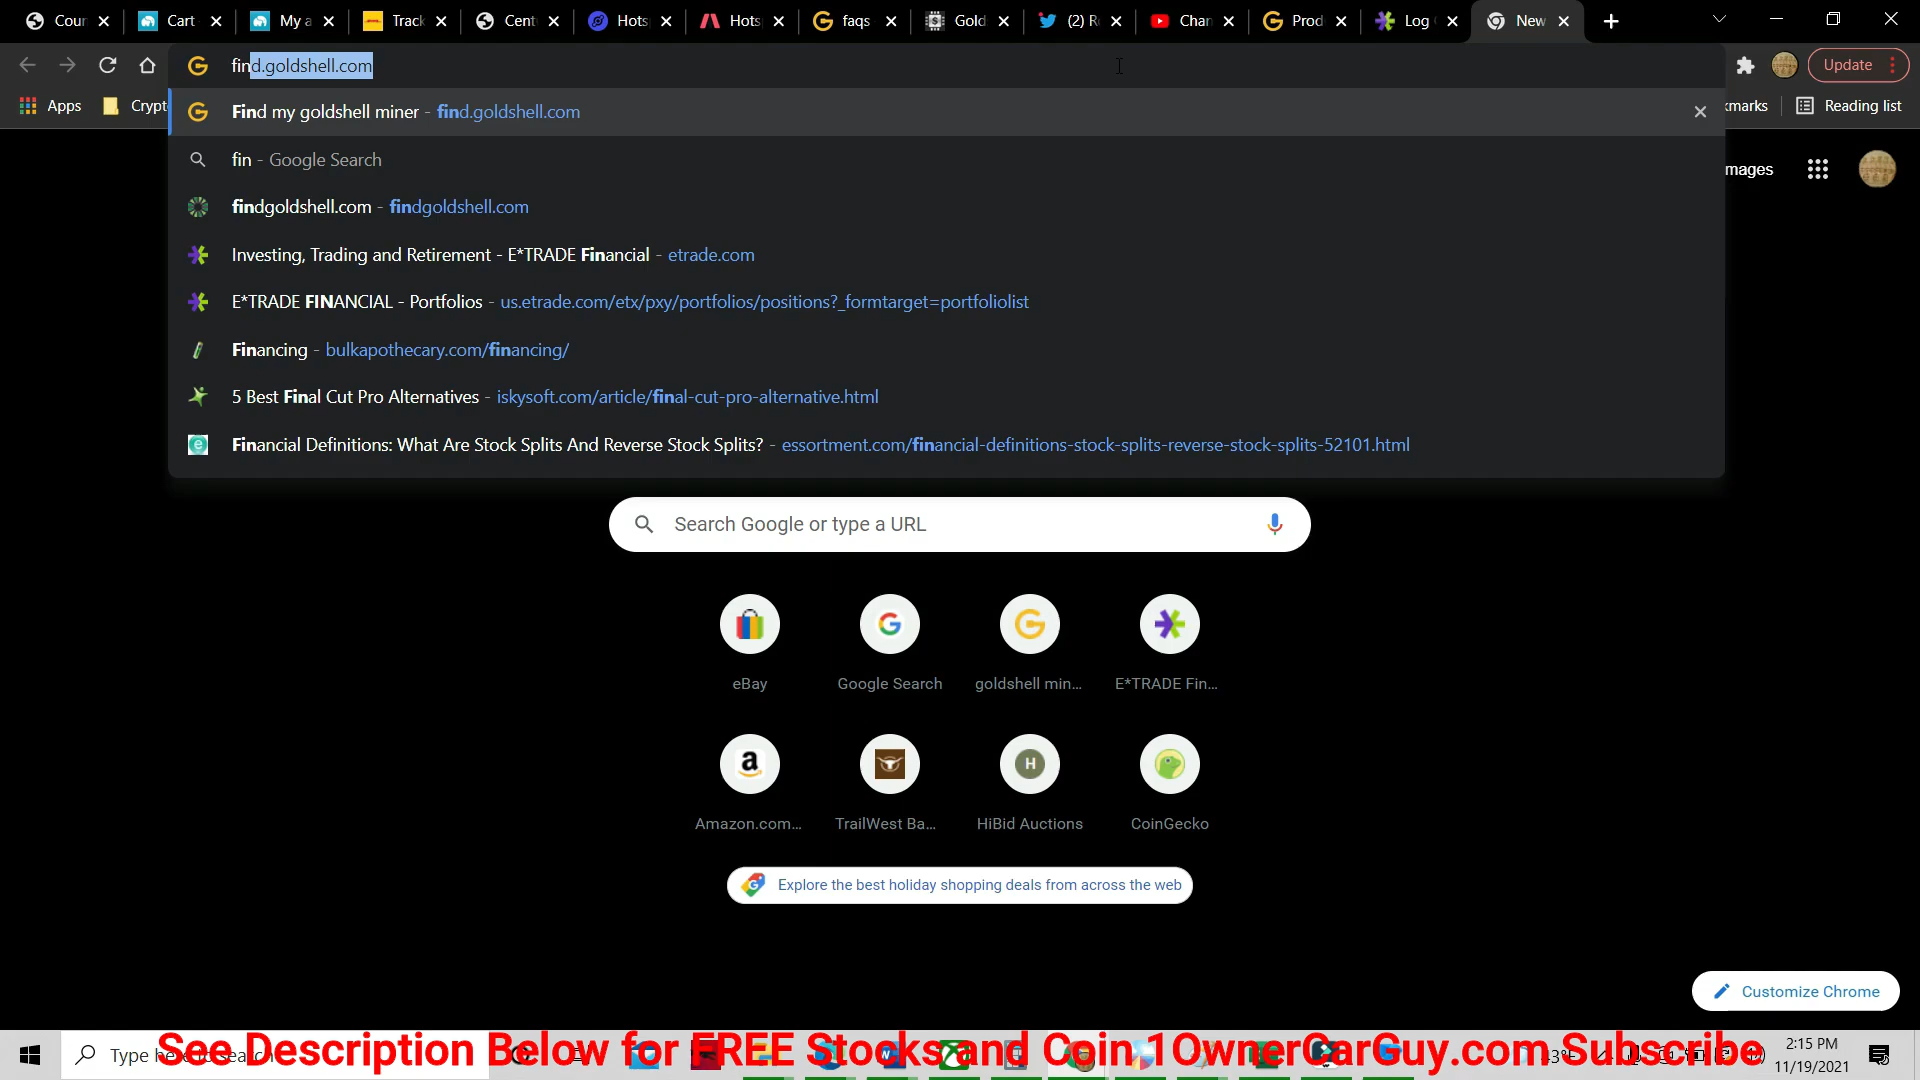 Cour
Cart
My a
Track
Cent
Hots
Hots
faqs
Gold
(2) R
Chan
Prod
Log
New
find.goldshell.com
Update
Apps
Crypt
Find my goldshell miner - find.goldshell.com
kmarks
Reading list
fin - Google Search
mages
findgoldshell.com - findgoldshell.com
Investing, Trading and Retirement - E*TRADE Financial - etrade.com
E*TRADE FINANCIAL - Portfolios - us.etrade.com/etx/pxy/portfolios/positions?_formtarget=portfoliolist
Financing - bulkapothecary.com/financing/
5 Best Final Cut Pro Alternatives - iskysoft.com/article/final-cut-pro-alternative.html
Financial Definitions: What Are Stock Splits And Reverse Stock Splits? - essortment.com/financial-definitions-stock-splits-reverse-stock-splits-52101.html
Search Google or type a URL
eBay
Google Search
goldshell min...
E*TRADE Fin...
Amazon.com...
TrailWest Ba...
HiBid Auctions
CoinGecko
Explore the best holiday shopping deals from across the web
Customize Chrome
Type here to search
See Description Below for FREE Stocks and Coin 1OwnerCarGuy.com Subscribe
43°F
2:15 PM
11/19/2021